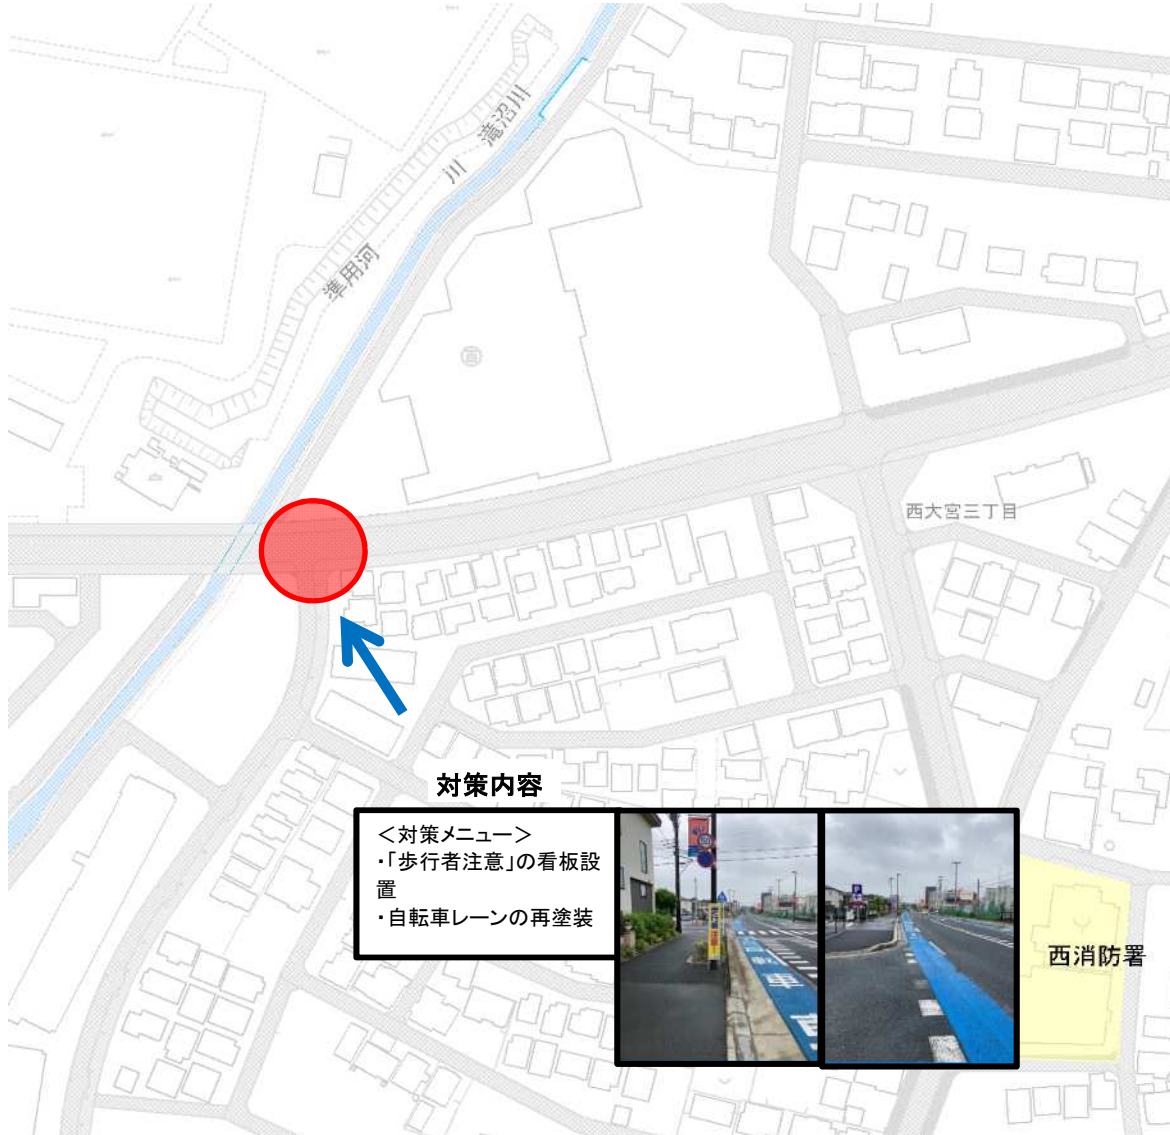 準用河
川
滝沼川
西大宮三丁目
対策内容
＜対策メニュー＞
・「歩行者注意」の看板設
置
・自転車レーンの再塗装
西消防署